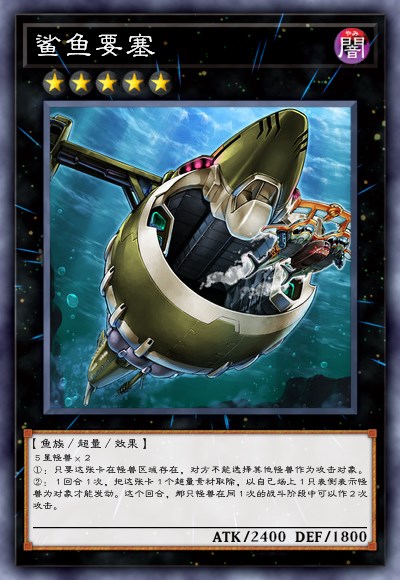 鲨鱼要塞
闇
やみ
【鱼族／超量／效果】
５星怪兽×２
①：只要这张卡在怪兽区域存在，对方不能选择其他怪兽作为攻击对象。
②：１回合１次，把这张卡１个超量素材取除，以自己场上１只表侧表示怪
兽为对象才能发动。这个回合，那只怪兽在同１次的战斗阶段中可以作２次
攻击。
ATK/2400 DEF/1800